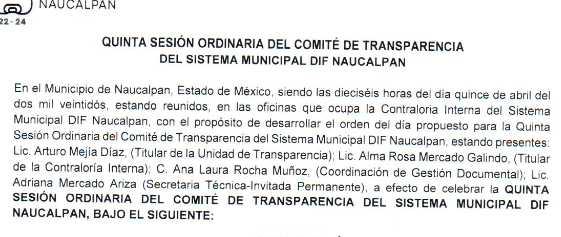 NAUCALPAN
22 - 24
QUINTA SESIÓN ORDINARIA DEL COMITÉ DE TRANSPARENCIA
DEL SISTEMA MUNICIPAL DIF NAUCALPAN
En el Municipio de Naucalpan, Estado de México, siendo las dieciséis horas del día quince de abril del
dos mil veintidós, estando reunidos, en las oficinas que ocupa la Contraloria Interna del Sistema
Municipal DIF Naucalpan, con el propósito de desarrollar el orden del día propuesto para la Quinta
Sesión Ordinaria del Comité de Transparencia del Sistema Municipal DIF Naucalpan, estando presentes:
Lic. Arturo Mejía Díaz, (Titular de la Unidad de Transparencia); Lic. Alma Rosa Mercado Galindo, (Titular
de la Contraloría Interna); C. Ana Laura Rocha Muñoz, (Coordinación de Gestión Documental); Lic.
Adriana Mercado Ariza (Secretaria Técnica-Invitada Permanente), a efecto de celebrar la QUINTA
SESIÓN ORDINARIA DEL COMITÉ DE TRANSPARENCIA DEL SISTEMA MUNICIPAL DIF
NAUCALPAN, BAJO EL SIGUIENTE: